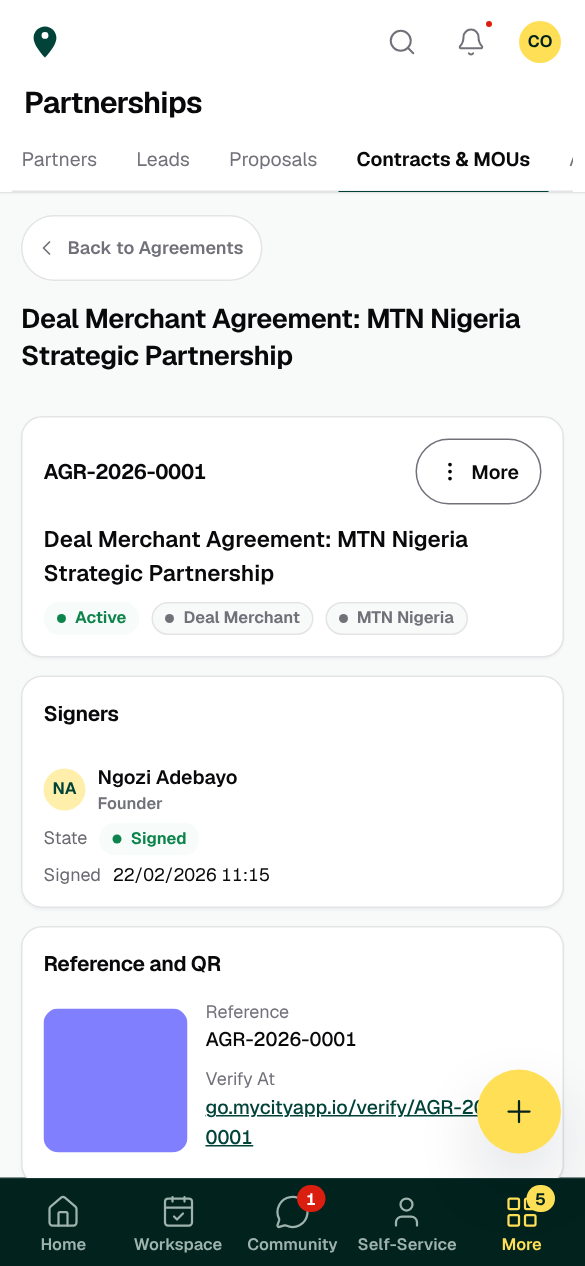 CO
Partnerships
Partners Leads Proposals Contracts & MOUs
Back to Agreements
Deal Merchant Agreement: MTN Nigeria
Strategic Partnership
AGR-2026-0001
More
Deal Merchant Agreement: MTN Nigeria
Strategic Partnership
Active Deal Merchant MTN Nigeria
Signers
NA
Ngozi Adebayo
Founder
State Signed
Signed 22/02/2026 11:15
Reference and QR
Reference
AGR-2026-0001
Verify At
go.mycityapp.io/verify/AGR-20
0001
1
5
Home Workspace Community Self-Service More